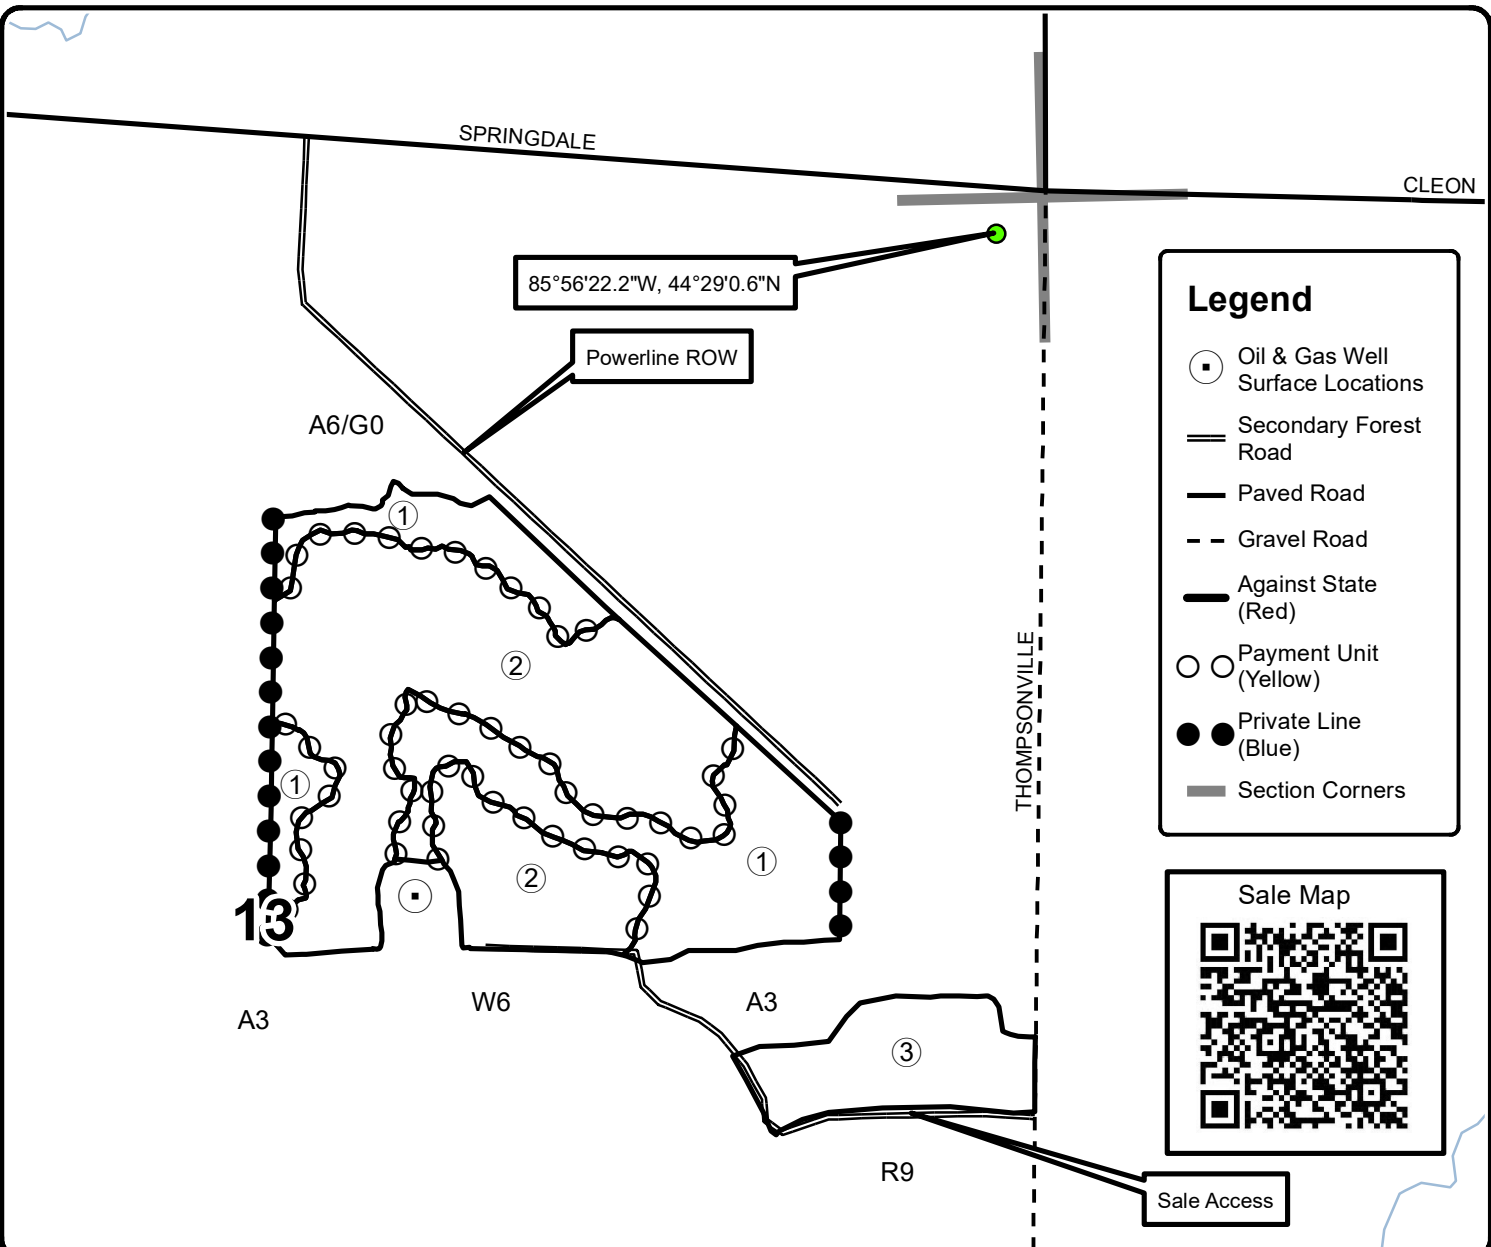 SPRINGDALE
CLEON
85°56'22.2"W, 44°29'0.6"N
Powerline ROW
A6/G0
1
2
1
2
1
13
THOMPSONVILLE
A3
W6
A3
3
R9
Sale Access
Legend
Oil & Gas Well
Surface Locations
Secondary Forest
Road
Paved Road
Gravel Road
Against State
(Red)
Payment Unit
(Yellow)
Private Line
(Blue)
Section Corners
Sale Map